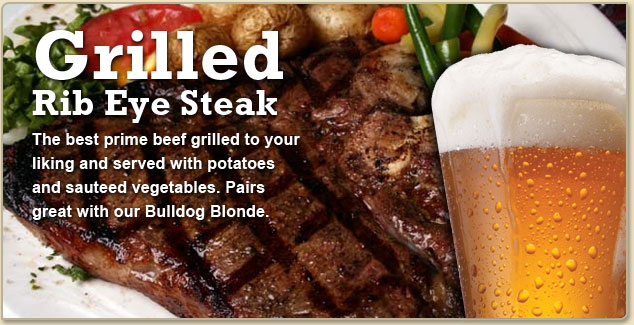 Grilled
Rib Eye Steak
The best prime beef grilled to your
liking and served with potatoes
and sauteed vegetables. Pairs
great with our Bulldog Blonde.